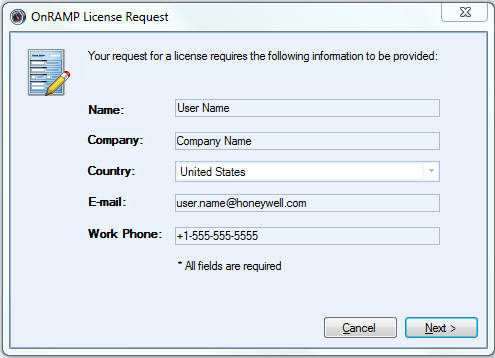 OnRAMP License Request
Your request for a license requires the following information to be provided:
Name: User Name
Company: Company Name
Country: United States
E-mail: user.name@honeywell.com
Work Phone: +1-555-555-5555
* All fields are required
Cancel Next >